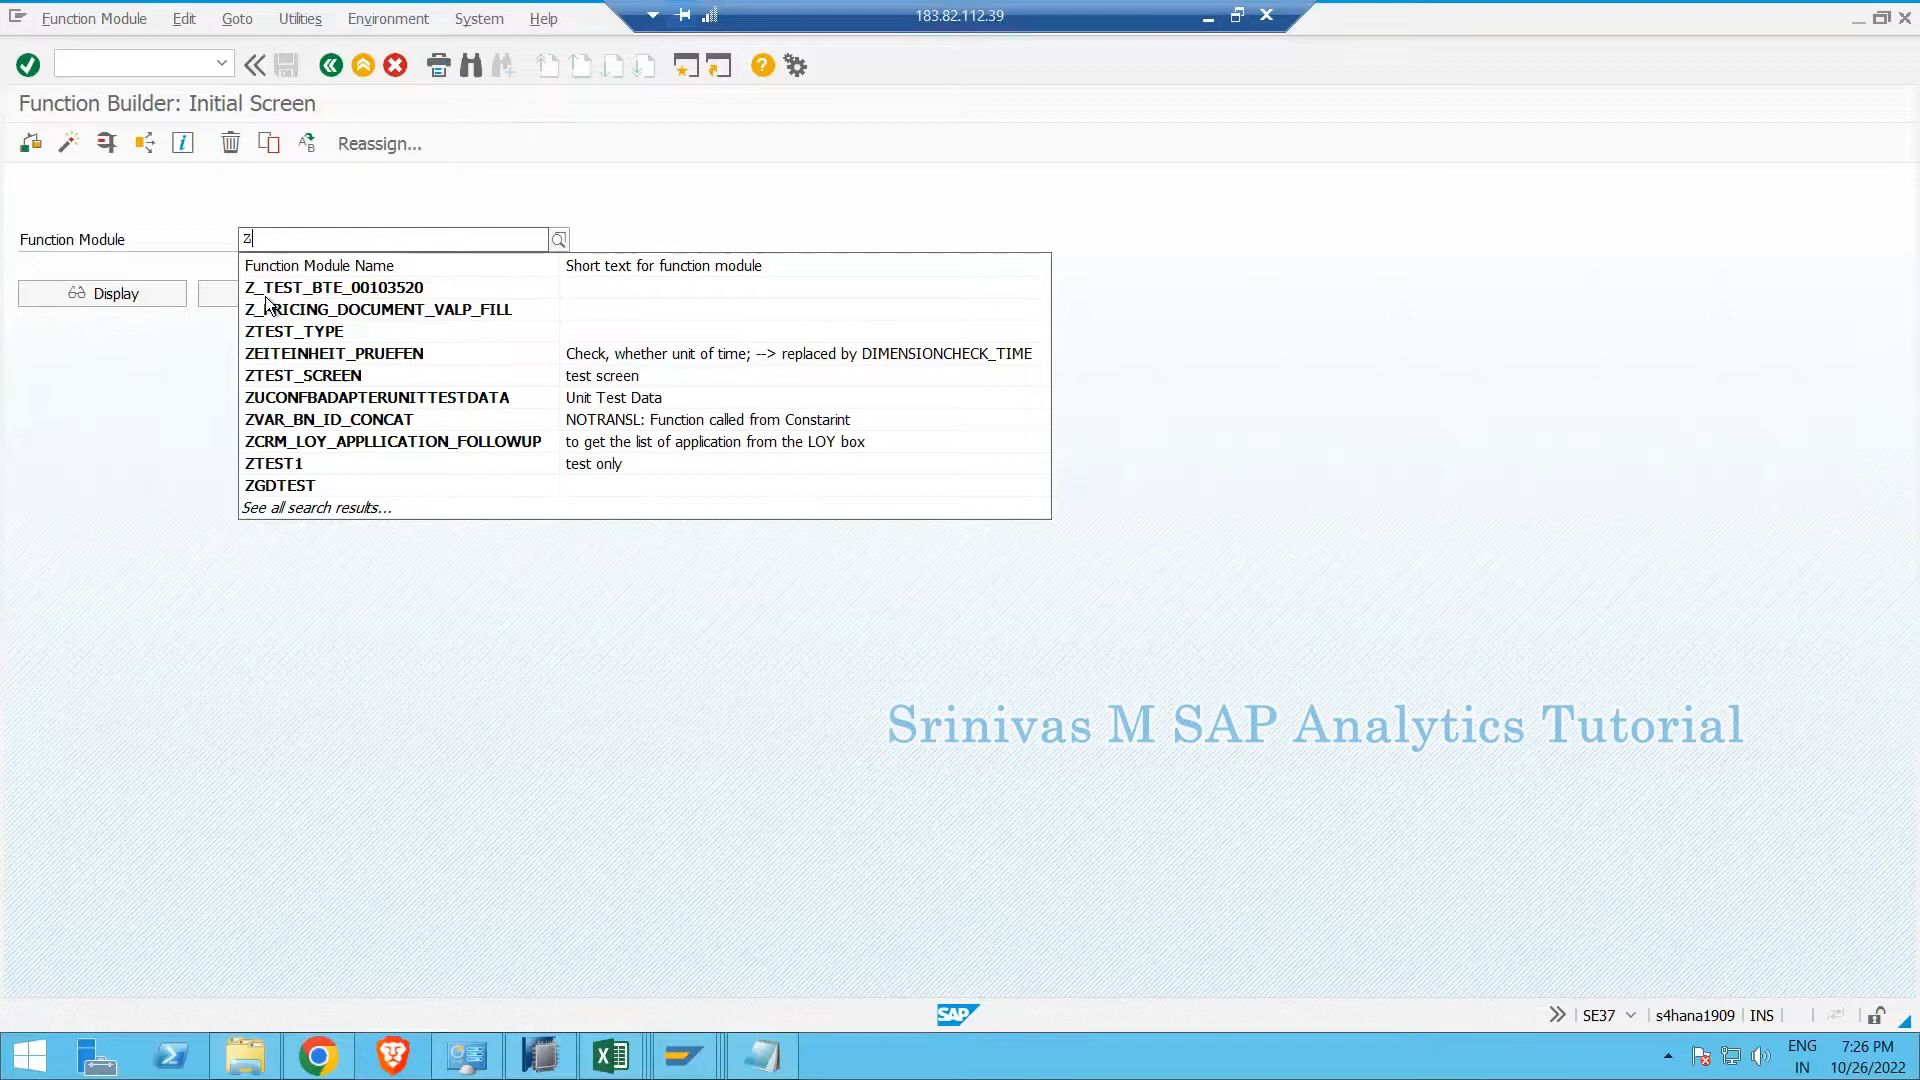 Function Module Edit Goto Utilities Environment System Help
183.82.112.39
Function Builder: Initial Screen
Reassign...
Function Module Z
Function Module Name Short text for function module
Z_TEST_BTE_00103520
Display
ZTEST_TYPE
ZEITEINHEIT_PRUEFEN Check, whether unit of time; --> replaced by DIMENSIONCHECK_TIME
ZTEST_SCREEN test screen
ZUCONFBADAPTERUNITTESTDATA Unit Test Data
ZVAR_BN_ID_CONCAT NOTRANSL: Function called from Constarint
ZCRM_LOY_APPLLICATION_FOLLOWUP to get the list of application from the LOY box
ZTEST1 test only
ZGDTEST
See all search results...
Srinivas M SAP Analytics Tutorial
SAP
SE37 s4hana1909 INS
ENG 7:26 PM
IN 10/26/2022